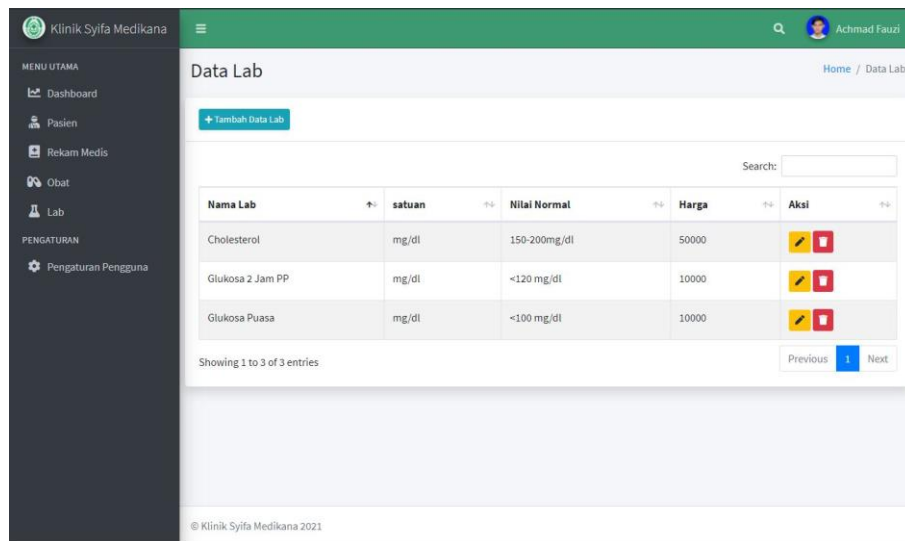 Klinik Syifa Medikana
Achmad Fauzi
MENU UTAMA
Dashboard
Pasien
Rekam Medis
Obat
Lab
PENGATURAN
Pengaturan Pengguna
Data Lab
Home / Data Lab
+ Tambah Data Lab
Search:
Nama Lab satuan Nilai Normal Harga Aksi
Cholesterol mg/dl 150-200mg/dl 50000
Glukosa 2 Jam PP mg/dl <120 mg/dl 10000
Glukosa Puasa mg/dl <100 mg/dl 10000
Showing 1 to 3 of 3 entries
Previous 1 Next
© Klinik Syifa Medikana 2021